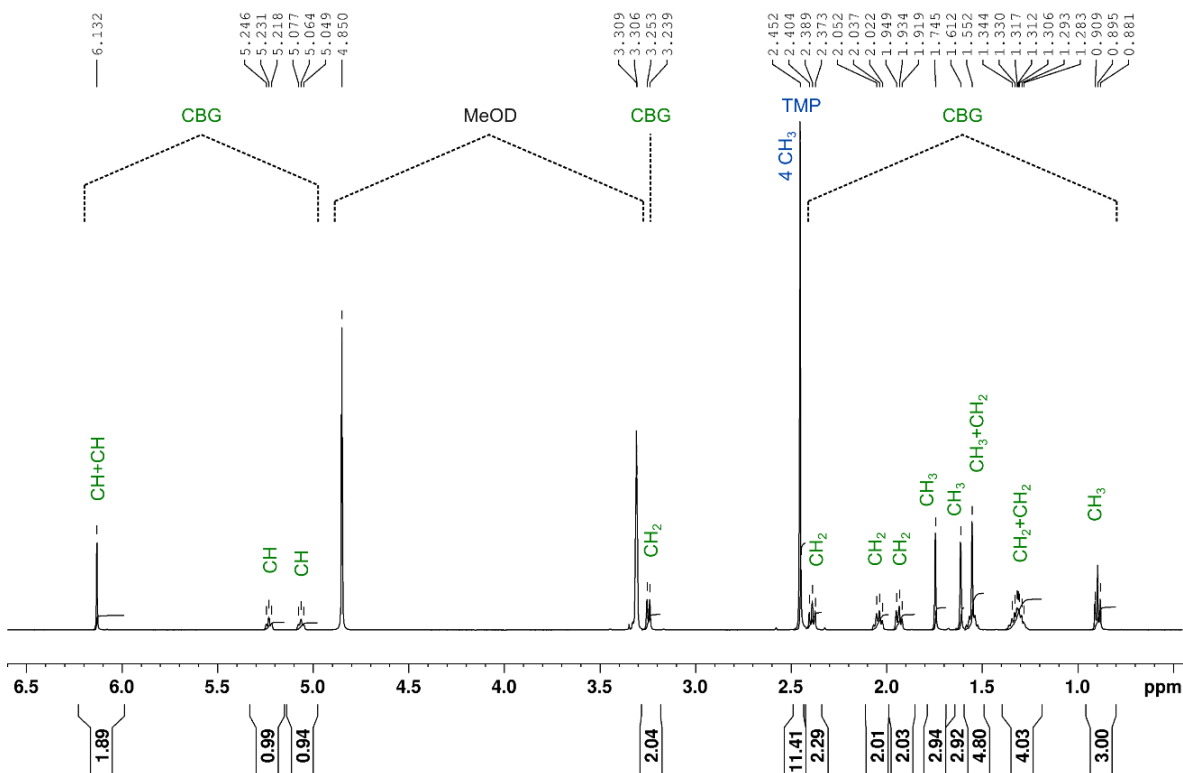 6.132
5.246
5.231
5.218
5.077
5.064
5.049
4.850
3.309
3.306
3.253
3.239
2.452
2.404
2.389
2.373
2.052
2.037
2.022
1.949
1.934
1.919
1.745
1.612
1.552
1.344
1.330
1.317
1.312
1.306
1.293
1.283
0.909
0.895
0.881
CBG
MeOD
CBG
TMP
CBG
4 CH₃
CH+CH
CH
CH
CH₂
CH₂
CH₂
CH₂
CH₃
CH₃
CH₃+CH₂
CH₂+CH₂
CH₃
6.5 6.0 5.5 5.0 4.5 4.0 3.5 3.0 2.5 2.0 1.5 1.0 ppm
1.89
0.99
0.94
2.04
11.41
2.29
2.01
2.03
2.94
2.92
4.80
4.03
3.00